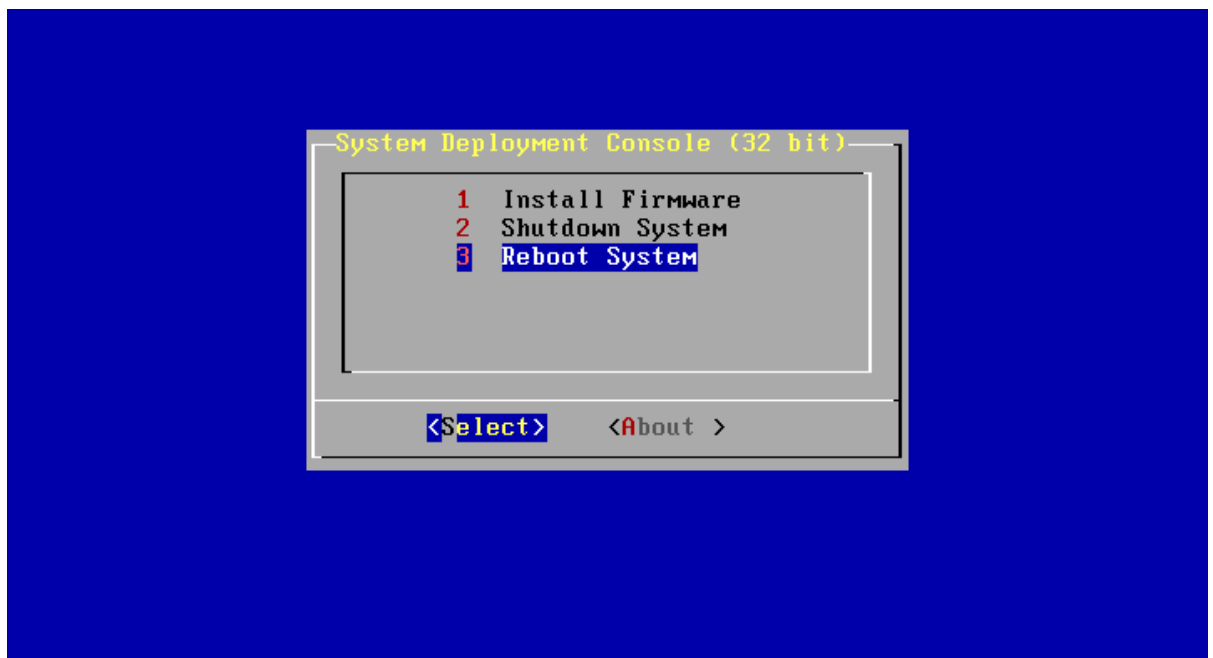 System Deployment Console (32 bit)
1 Install Firmware
2 Shutdown System
3 Reboot System
<Select> <About >